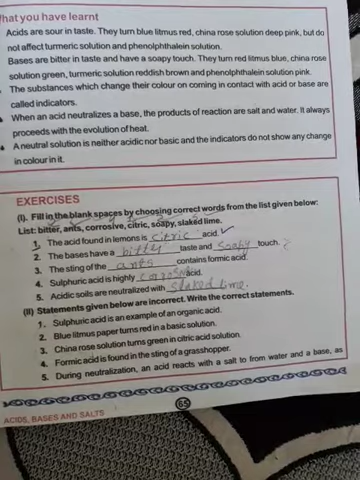 hat you have learnt
Acids are sour in taste. They turn blue litmus red, china rose solution deep pink, but do
not affect turmeric solution and phenolphthalein solution.
Bases are bitter in taste and have a soapy touch. They turn red litmus blue, china rose
solution green, turmeric solution reddish brown and phenolphthalein solution pink.
The substances which change their colour on coming in contact with acid or base are
called indicators.
When an acid neutralizes a base, the products of reaction are salt and water. It always
proceeds with the evolution of heat.
A neutral solution is neither acidic nor basic and the indicators do not show any change
in colour in it.
EXERCISES
(I). Fill in the blank spaces by choosing correct words from the list given below:
List: bitter, ants, corrosive, citric, soapy, slaked lime.
1. The acid found in lemons is citric acid.
2. The bases have a taste and soapy touch.
3. The sting of the ants contains formic acid.
4. Sulphuric acid is highly acid.
5. Acidic soils are neutralized with slaked lime.
(II) Statements given below are incorrect. Write the correct statements.
1. Sulphuric acid is an example of an organic acid.
2. Blue litmus paper turns red in a basic solution.
3. China rose solution turns green in citric acid solution.
4. Formic acid is found in the sting of a grasshopper.
5. During neutralization, an acid reacts with a salt to from water and a base, as
65
ACIDS, BASES AND SALTS